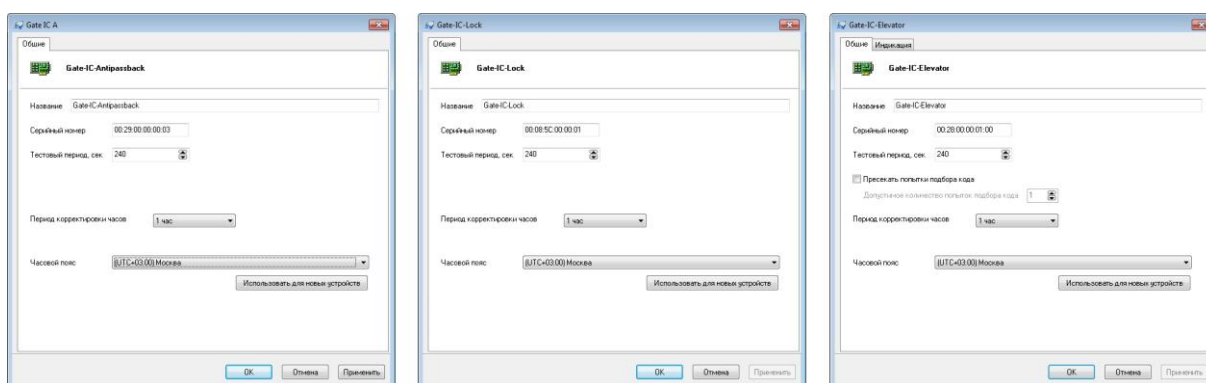 Gate IC A
Общие
Gate-IC-Antipassback
Название Gate-IC-Antipassback
Серийный номер 00:29:00:00:00:03
Тестовый период, сек 240
Период корректировки часов 1 час
Часовой пояс (UTC+03:00) Москва
Использовать для новых устройств
OK Отмена Применить
Gate-IC-Lock
Общие
Gate-IC-Lock
Название Gate-IC-Lock
Серийный номер 00:08:5C:00:00:01
Тестовый период, сек 240
Период корректировки часов 1 час
Часовой пояс (UTC+03:00) Москва
Использовать для новых устройств
OK Отмена Применить
Gate-IC-Elevator
Общие Индикация
Gate-IC-Elevator
Название Gate-IC-Elevator
Серийный номер 00:28:00:00:01:00
Тестовый период, сек 240
Пресекать попытки подбора кода
Допустимое количество попыток подбора кода 1
Период корректировки часов 1 час
Часовой пояс (UTC+03:00) Москва
Использовать для новых устройств
OK Отмена Применить